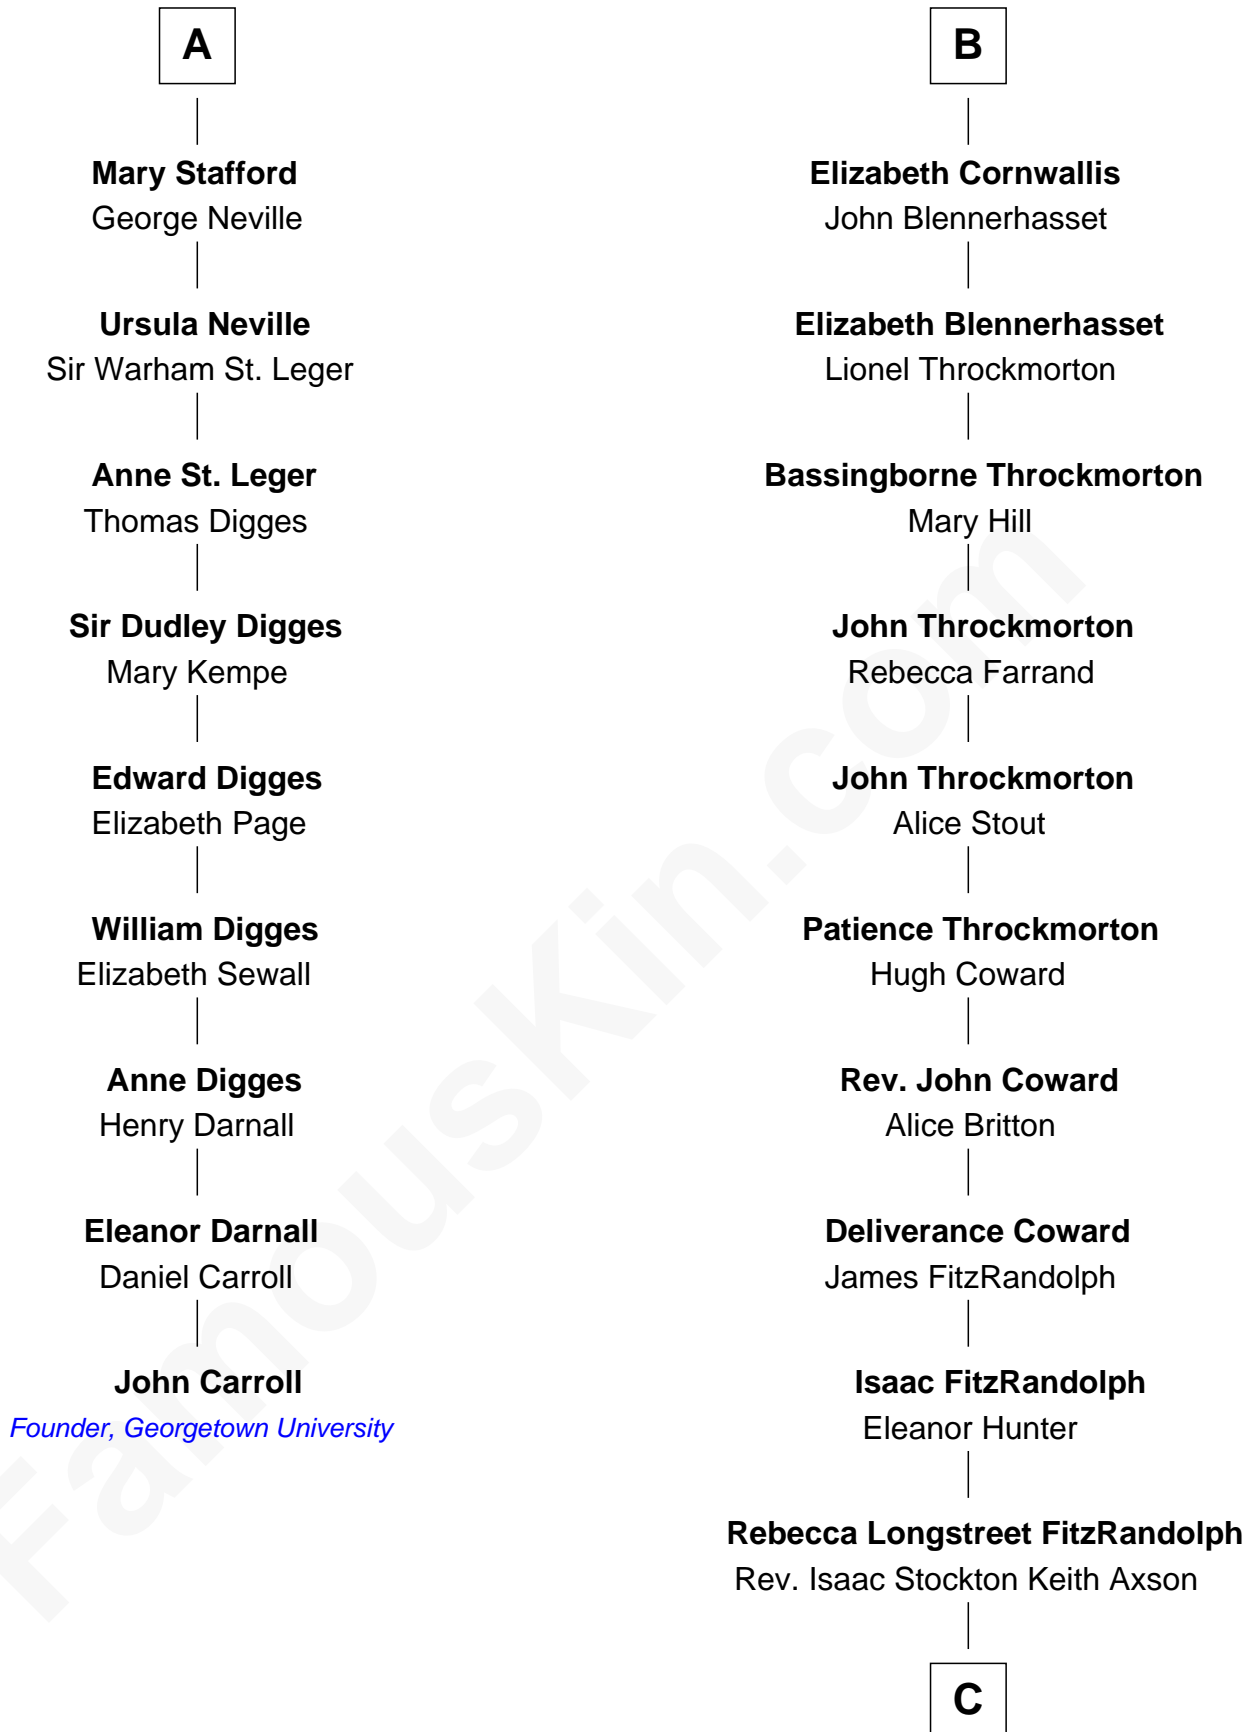 A
Mary Stafford
George Neville
Ursula Neville
Sir Warham St. Leger
Anne St. Leger
Thomas Digges
Sir Dudley Digges
Mary Kempe
Edward Digges
Elizabeth Page
William Digges
Elizabeth Sewall
Anne Digges
Henry Darnall
Eleanor Darnall
Daniel Carroll
John Carroll
Founder, Georgetown University
B
Elizabeth Cornwallis
John Blennerhasset
Elizabeth Blennerhasset
Lionel Throckmorton
Bassingborne Throckmorton
Mary Hill
John Throckmorton
Rebecca Farrand
John Throckmorton
Alice Stout
Patience Throckmorton
Hugh Coward
Rev. John Coward
Alice Britton
Deliverance Coward
James FitzRandolph
Isaac FitzRandolph
Eleanor Hunter
Rebecca Longstreet FitzRandolph
Rev. Isaac Stockton Keith Axson
C
FamousKin.com